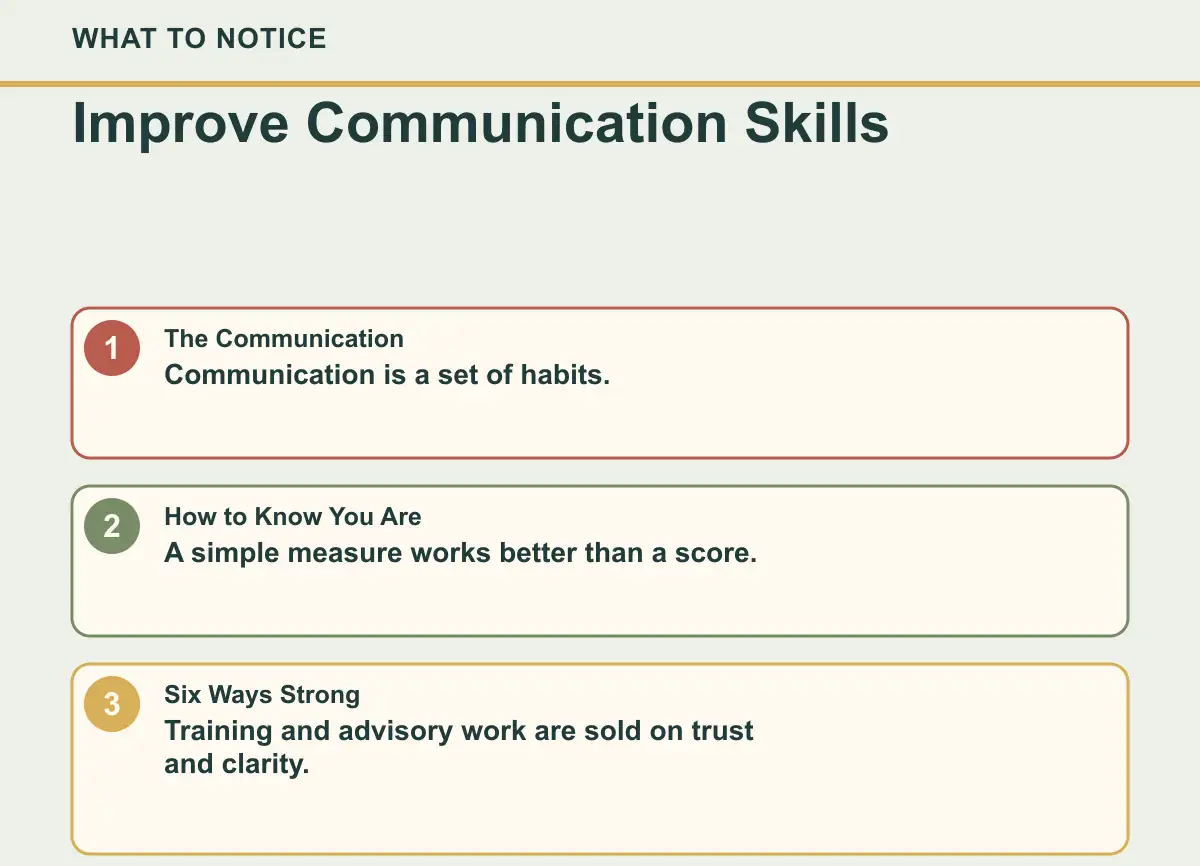 WHAT TO NOTICE
Improve Communication Skills
1
The Communication
Communication is a set of habits.
2
How to Know You Are
A simple measure works better than a score.
3
Six Ways Strong
Training and advisory work are sold on trust
and clarity.